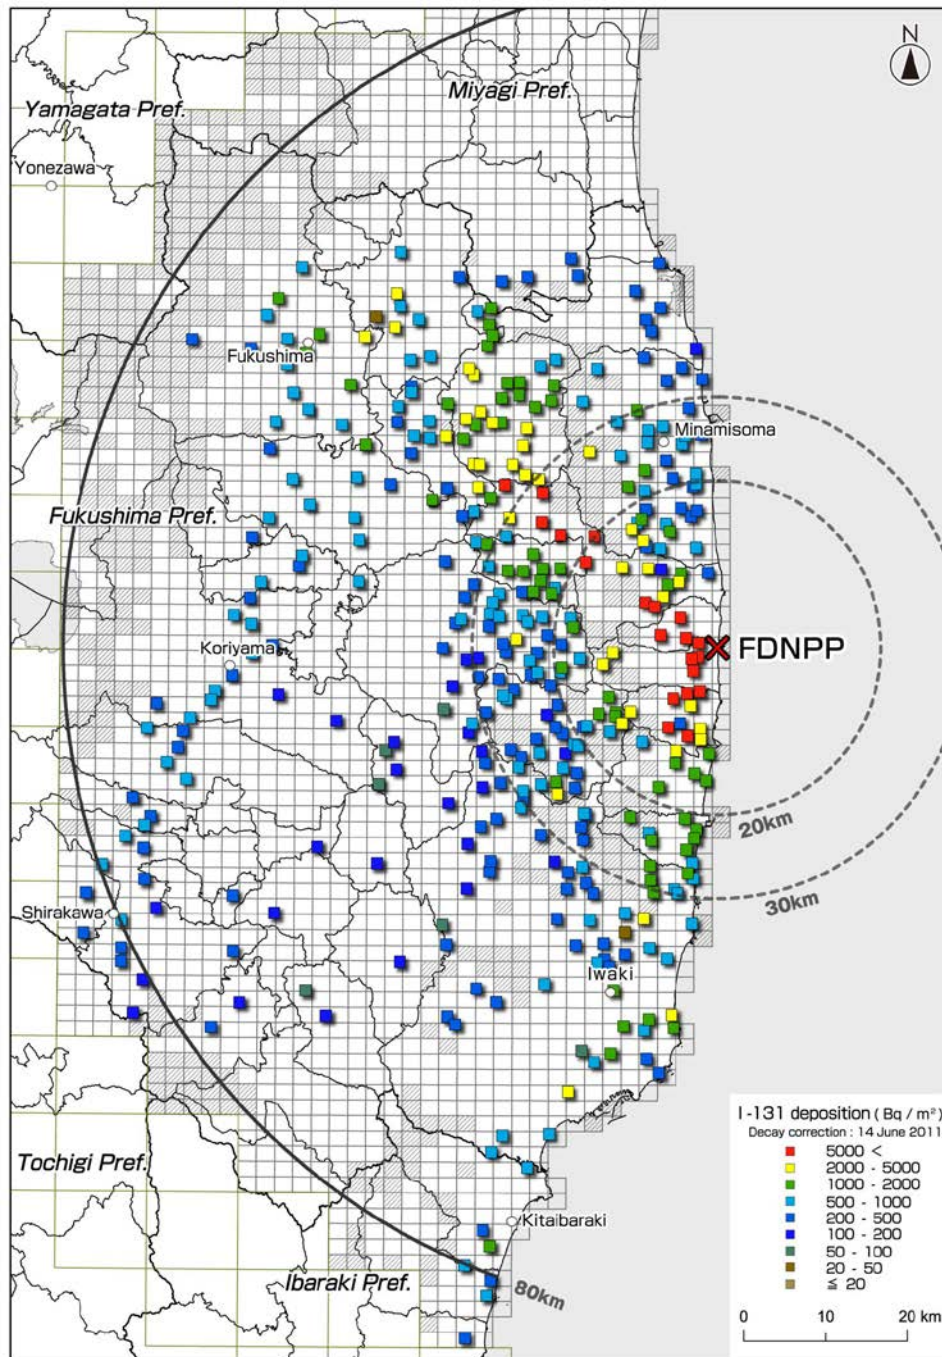 N
Miyagi Pref.
Yamagata Pref.
Yonezawa
Fukushima
Minamisoma
Fukushima Pref.
FDNPP
Koriyama
20km
30km
Shirakawa
Iwaki
I-131 deposition ( Bq / m²)
Decay correction : 14 June 2011
5000 <
2000 - 5000
1000 - 2000
500 - 1000
200 - 500
100 - 200
50 - 100
20 - 50
≤ 20
Tochigi Pref.
Kitaibaraki
Ibaraki Pref.
80km
0 10 20 km